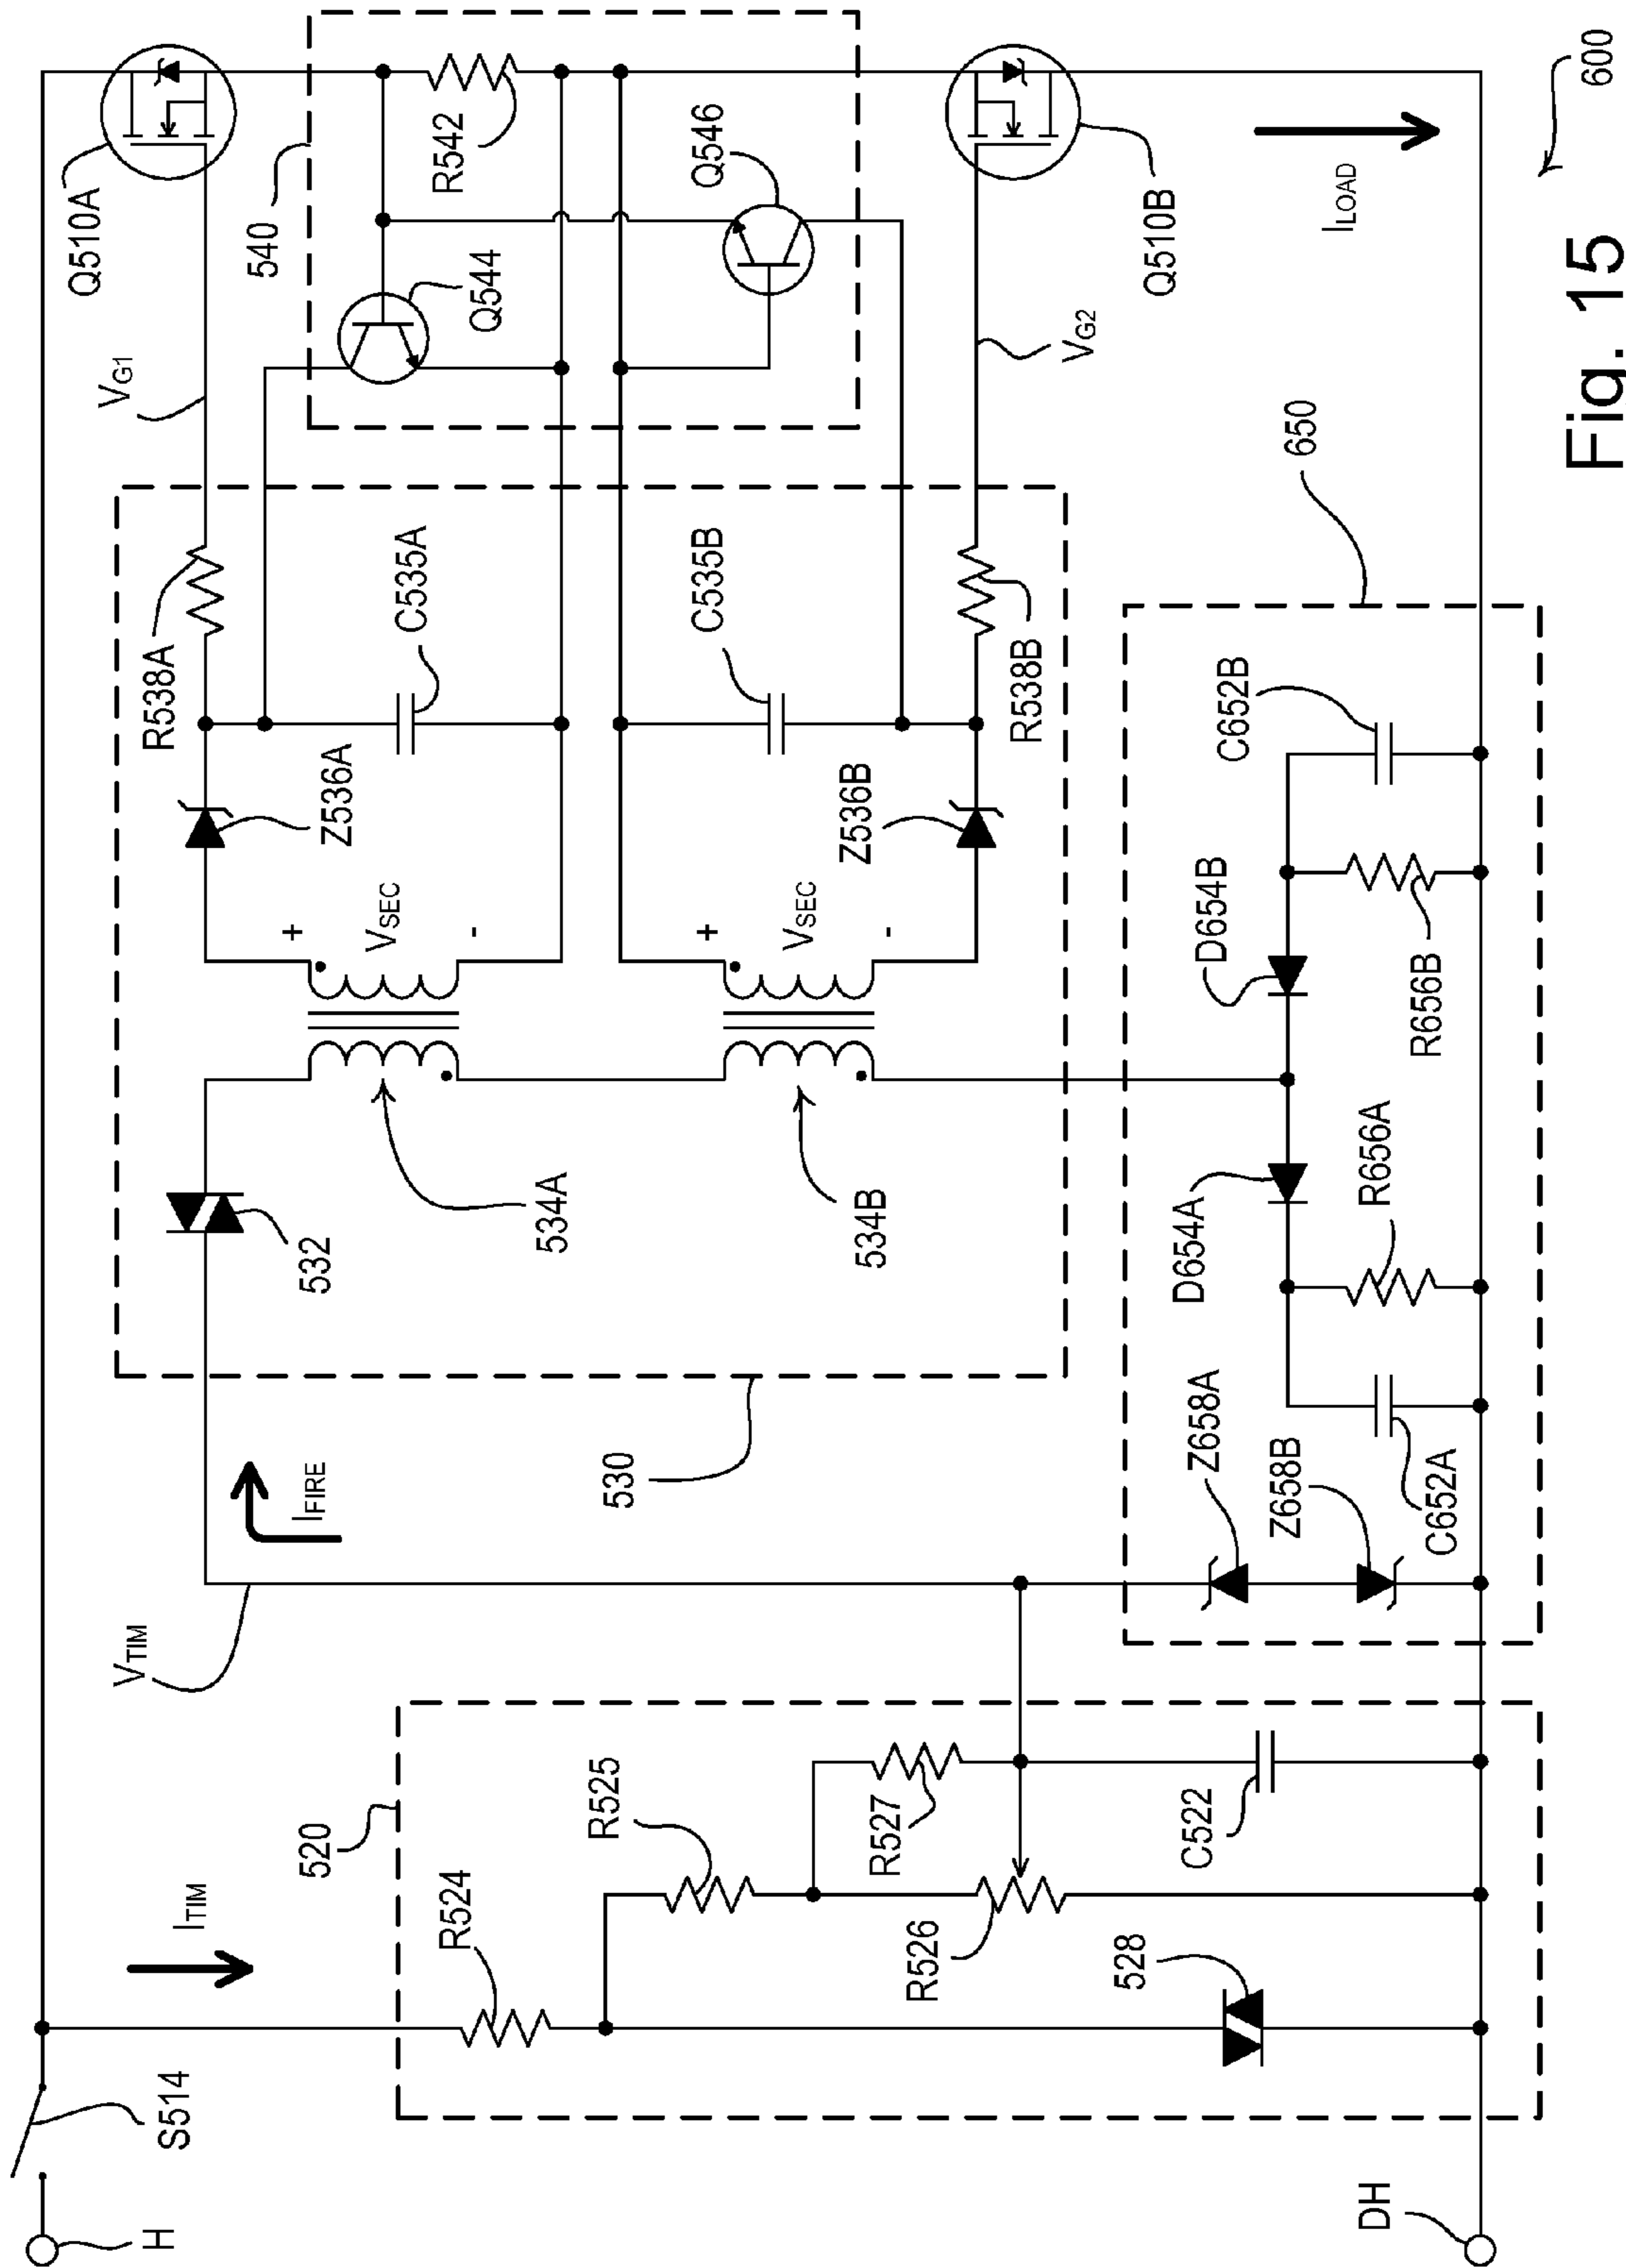 H
S514
I_TIM
520
R524
R525
R527
R526
528
C522
DH
V_TIM
I_FIRE
530
532
534A
534B
+
V_SEC
-
+
V_SEC
-
Z536A
Z536B
R538A
R538B
C535A
C535B
V_G1
V_G2
Q510A
540
R542
Q544
Q546
Q510B
I_LOAD
650
Z658A
Z658B
C652A
D654A
R656A
D654B
R656B
C652B
600
Fig. 15